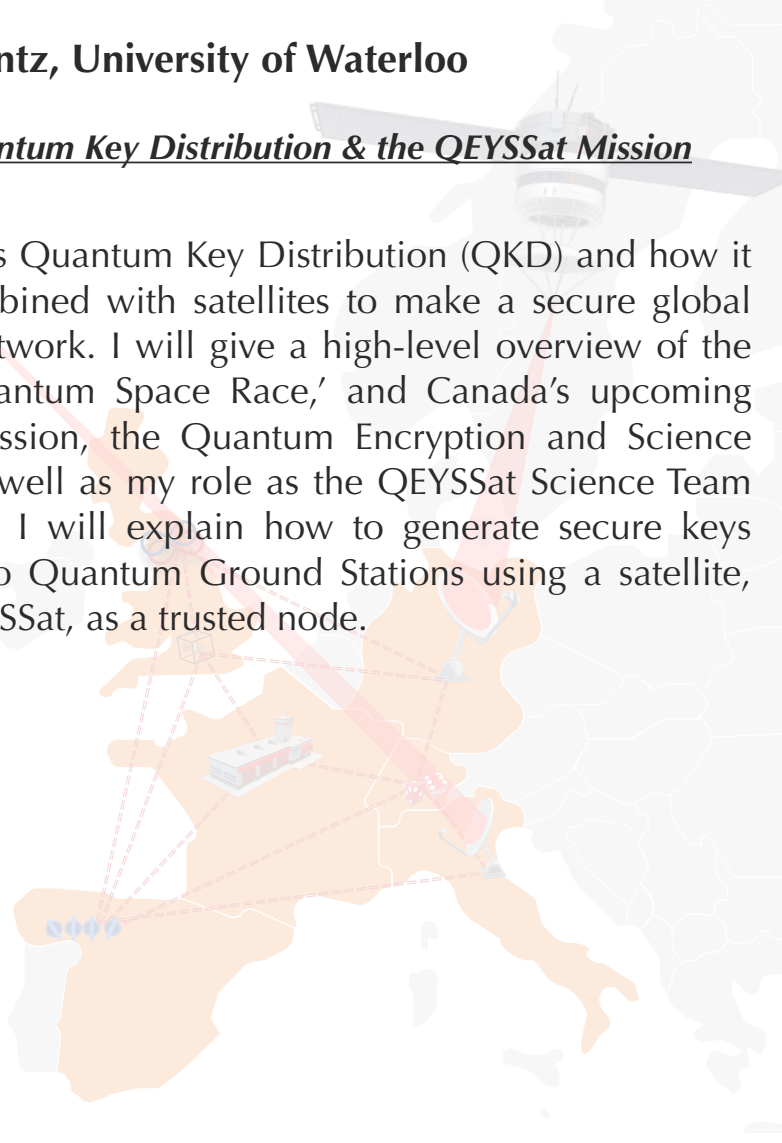 ntz, University of Waterloo
ntum Key Distribution & the QEYSSat Mission
s Quantum Key Distribution (QKD) and how it
bined with satellites to make a secure global
twork. I will give a high-level overview of the
antum Space Race,’ and Canada’s upcoming
ssion, the Quantum Encryption and Science
well as my role as the QEYSSat Science Team
I will explain how to generate secure keys
o Quantum Ground Stations using a satellite,
SSat, as a trusted node.